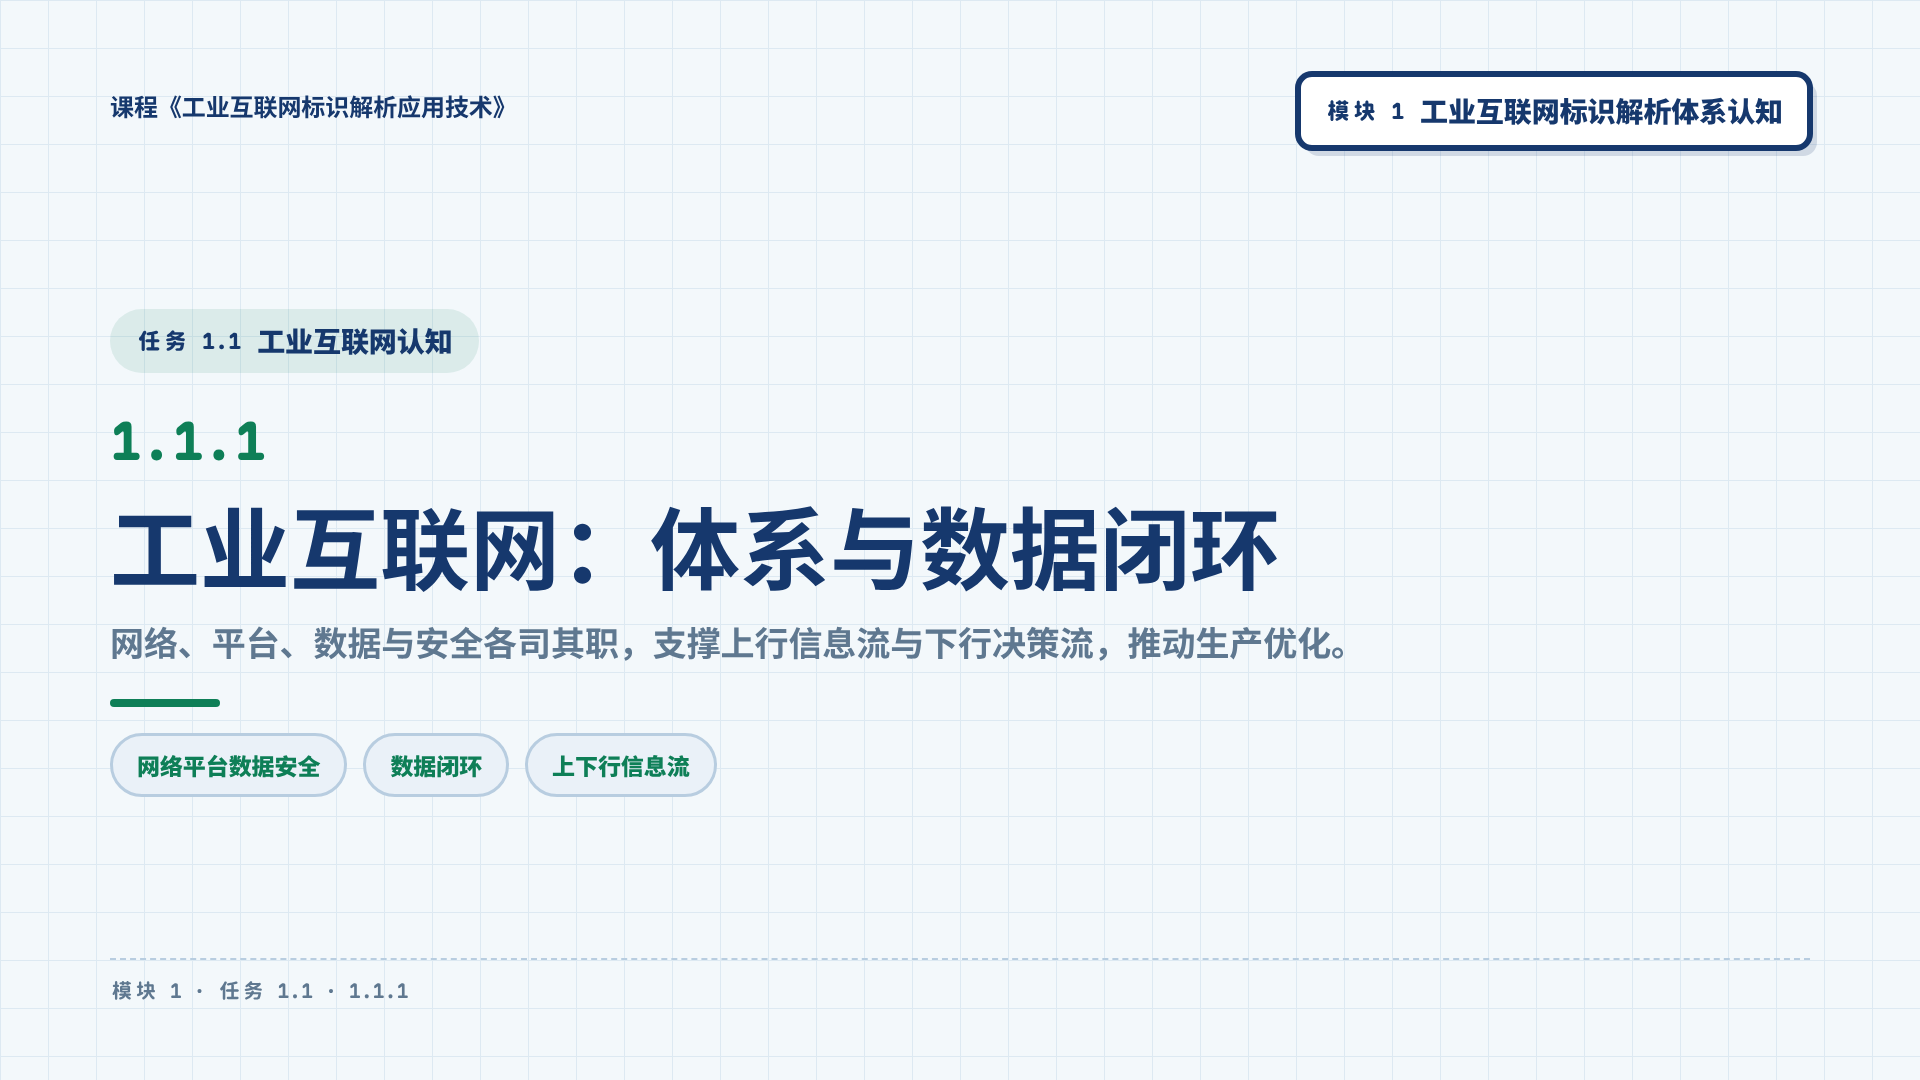 课程《工业互联网标识解析应用技术》
模块 1 工业互联网标识解析体系认知
任务 1.1 工业互联网认知
1.1.1
工业互联网：体系与数据闭环
网络、平台、数据与安全各司其职，支撑上行信息流与下行决策流，推动生产优化。
网络平台数据安全
数据闭环
上下行信息流
模块 1 · 任务 1.1 · 1.1.1